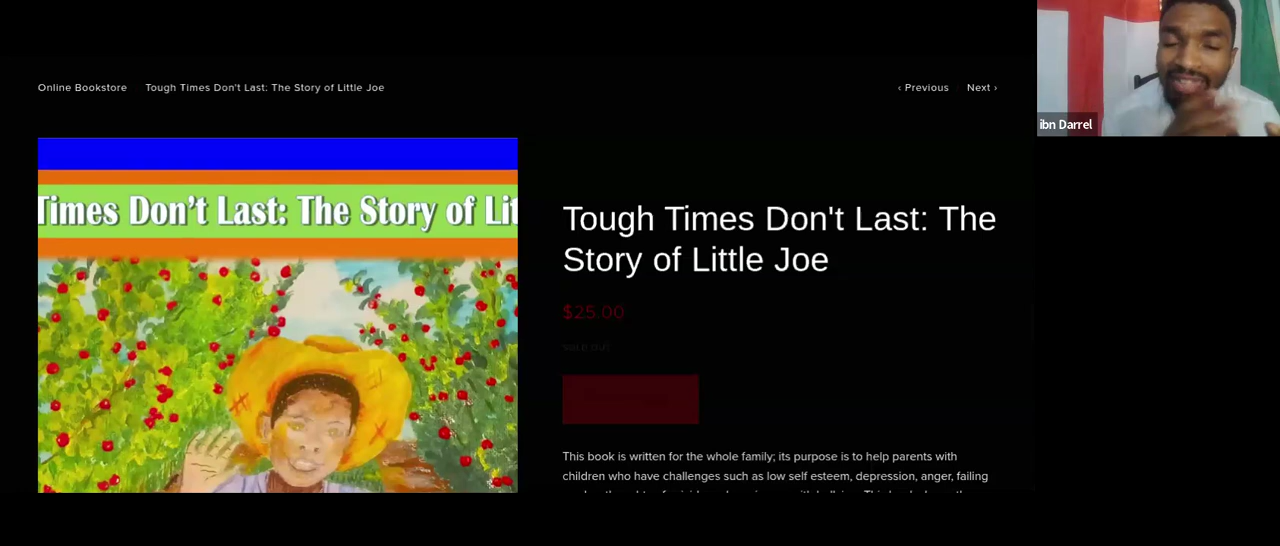 Online Bookstore
Tough Times Don't Last: The Story of Little Joe
‹ Previous
Next ›
ibn Darrel
Times Don't Last: The Story of Lit
Tough Times Don't Last: The
Story of Little Joe
$25.00
SOLD OUT
This book is written for the whole family; its purpose is to help parents with
children who have challenges such as low self esteem, depression, anger, failing